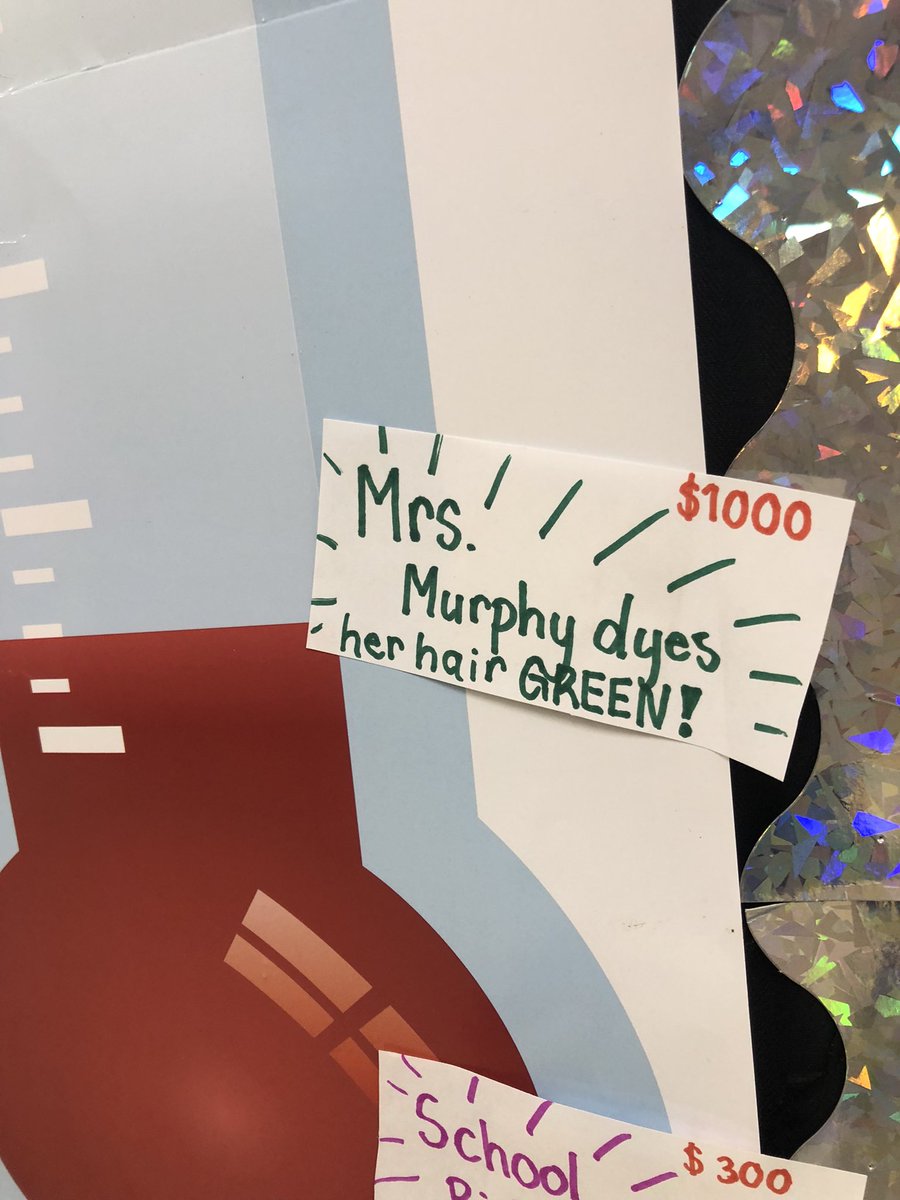 $1000
Mrs.
Murphy dyes
her hair GREEN!
$300
School